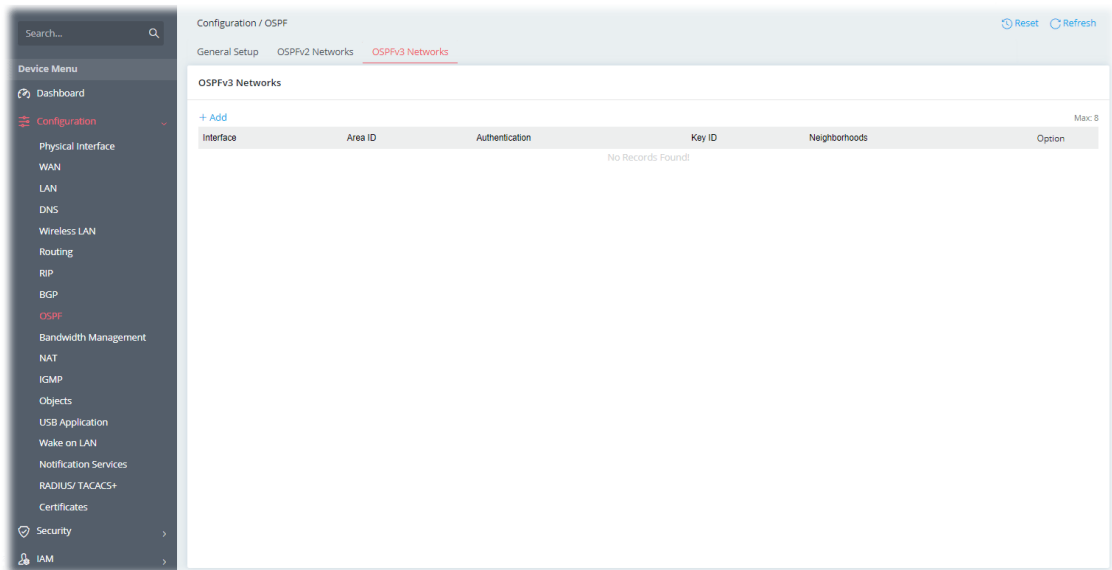 Search...
Device Menu
Dashboard
Configuration
Physical Interface
WAN
LAN
DNS
Wireless LAN
Routing
RIP
BGP
OSPF
Bandwidth Management
NAT
IGMP
Objects
USB Application
Wake on LAN
Notification Services
RADIUS/ TACACS+
Certificates
Security
IAM
Configuration / OSPF
Reset Refresh
General Setup OSPFv2 Networks OSPFv3 Networks
OSPFv3 Networks
+ Add Max: 8
Interface Area ID Authentication Key ID Neighborhoods Option
No Records Found!